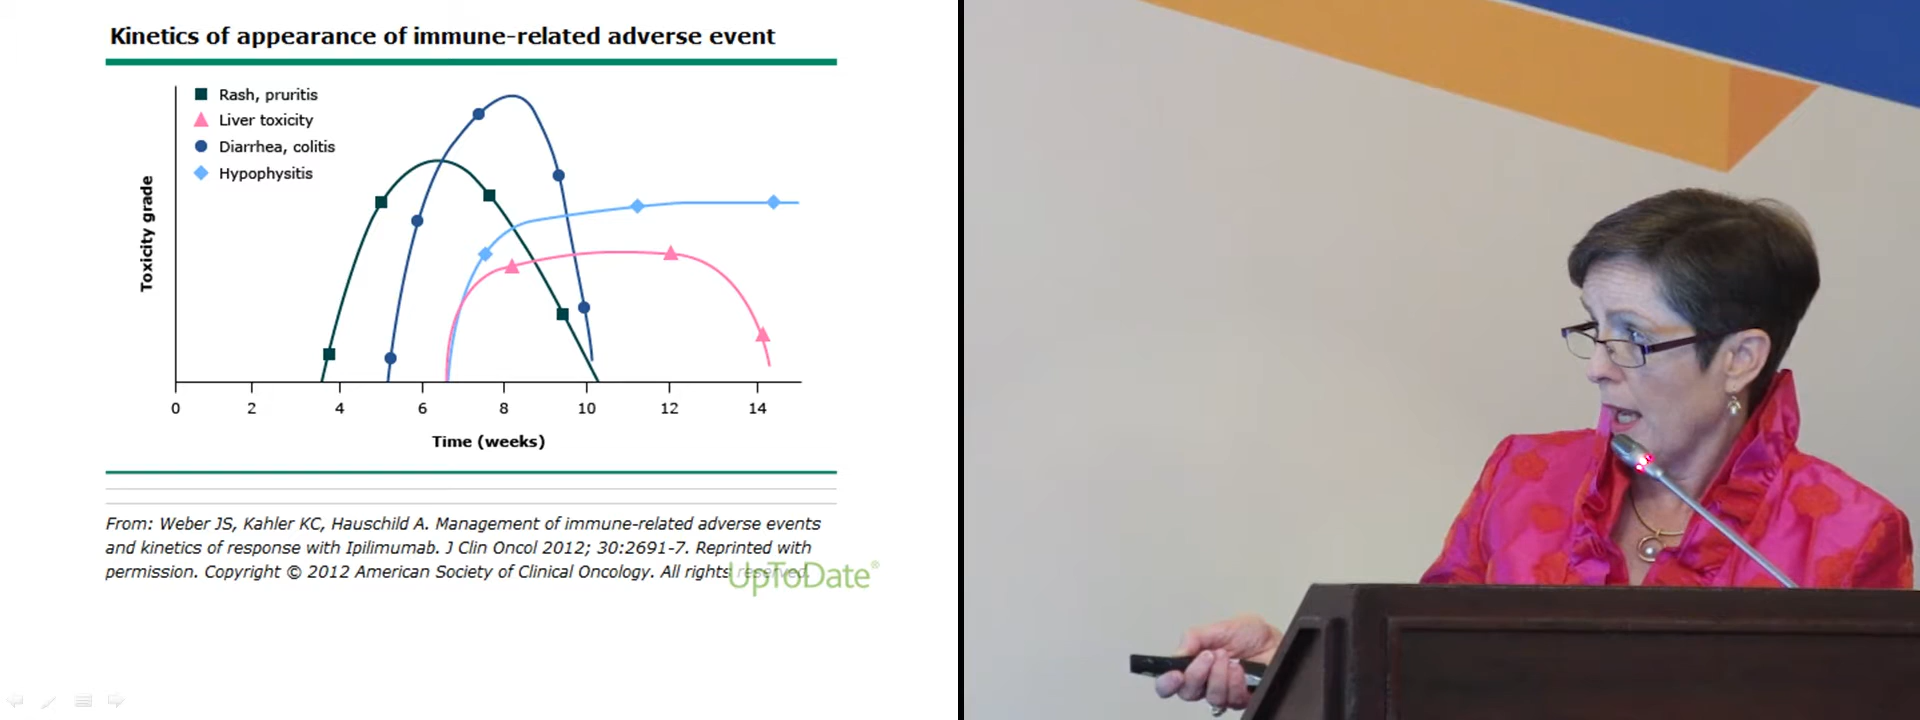 Kinetics of appearance of immune-related adverse event
Rash, pruritis
Liver toxicity
Diarrhea, colitis
Hypophysitis
Toxicity grade
0 2 4 6 8 10 12 14
Time (weeks)
From: Weber JS, Kahler KC, Hauschild A. Management of immune-related adverse events
and kinetics of response with Ipilimumab. J Clin Oncol 2012; 30:2691-7. Reprinted with
permission. Copyright © 2012 American Society of Clinical Oncology. All rights reserved.
UpToDate®